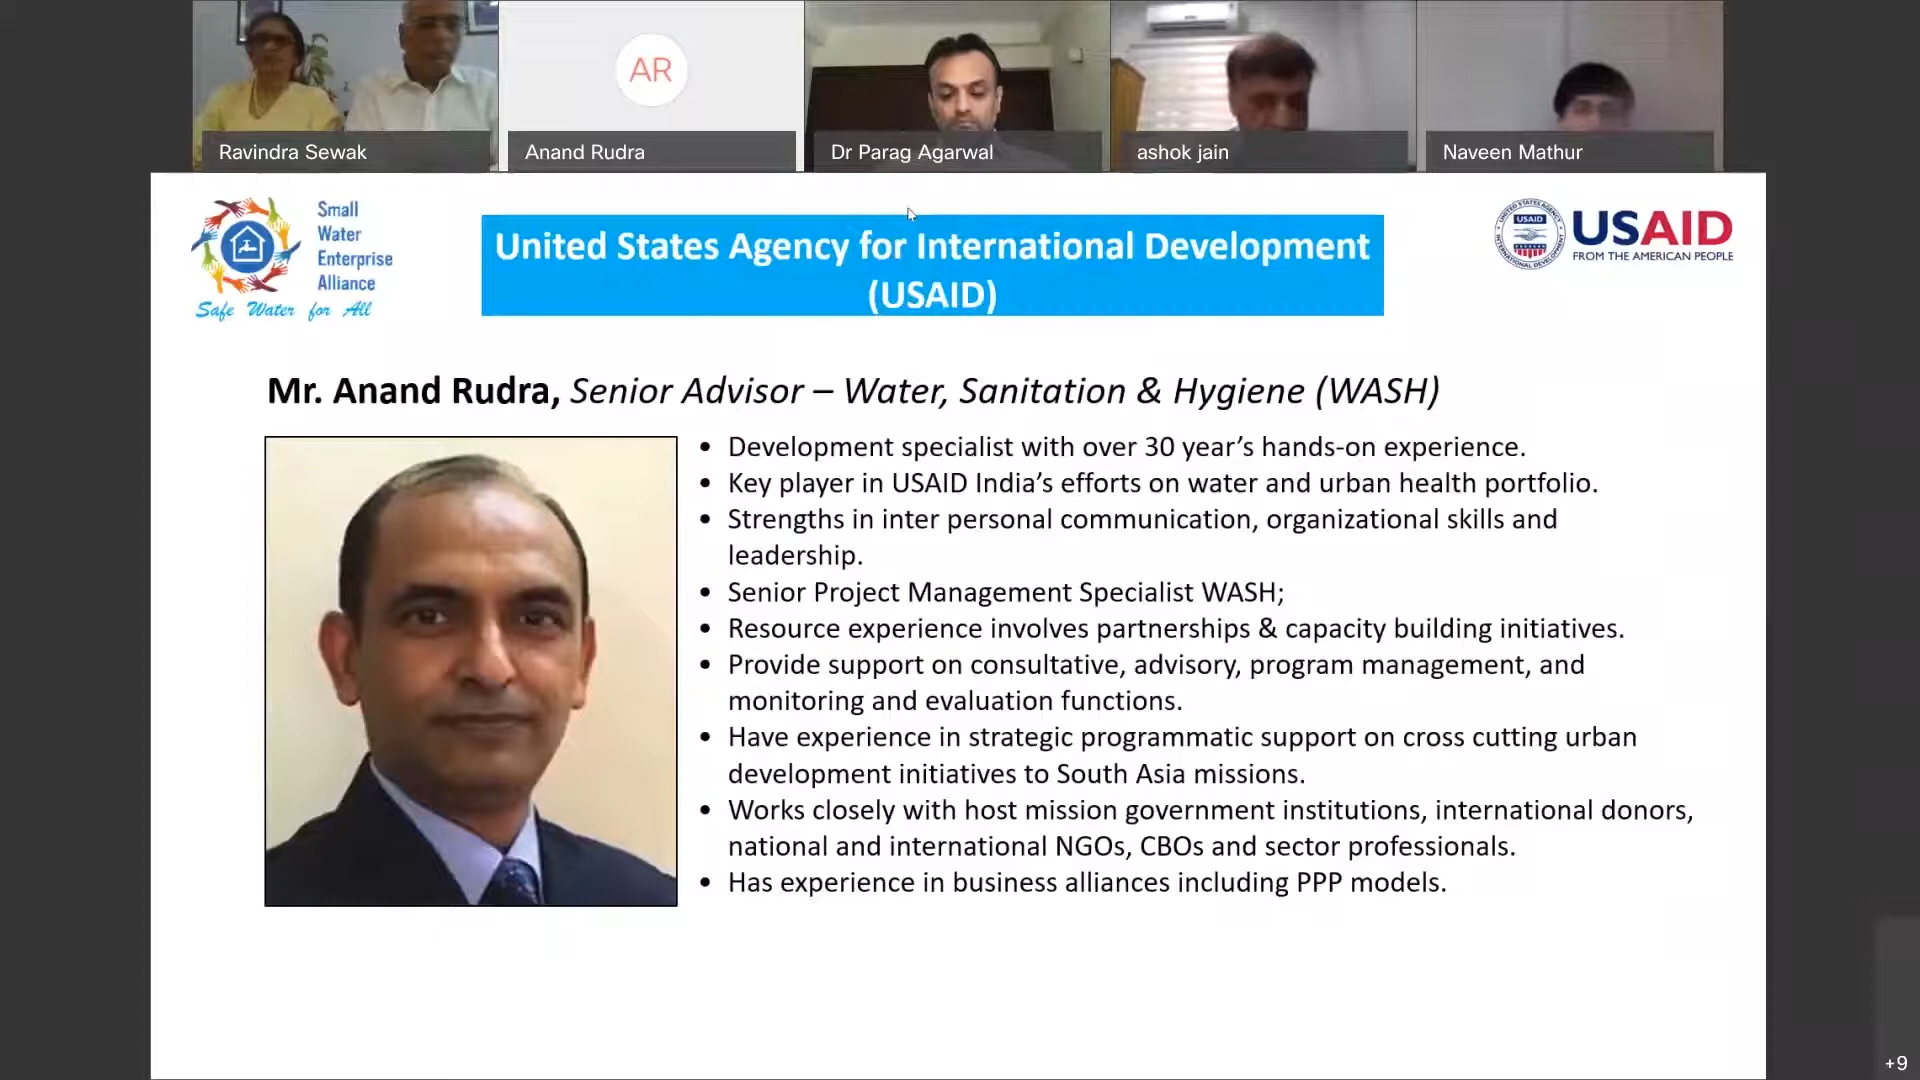 Ravindra Sewak
AR
Anand Rudra
Dr Parag Agarwal
ashok jain
Naveen Mathur
Small
Water
Enterprise
Alliance
Safe Water for All
United States Agency for International Development
(USAID)
UNITED STATES AGENCY
USAID
INTERNATIONAL DEVELOPMENT
USAID
FROM THE AMERICAN PEOPLE
Mr. Anand Rudra, Senior Advisor – Water, Sanitation & Hygiene (WASH)
• Development specialist with over 30 year’s hands-on experience.
• Key player in USAID India’s efforts on water and urban health portfolio.
• Strengths in inter personal communication, organizational skills and
leadership.
• Senior Project Management Specialist WASH;
• Resource experience involves partnerships & capacity building initiatives.
• Provide support on consultative, advisory, program management, and
monitoring and evaluation functions.
• Have experience in strategic programmatic support on cross cutting urban
development initiatives to South Asia missions.
• Works closely with host mission government institutions, international donors,
national and international NGOs, CBOs and sector professionals.
• Has experience in business alliances including PPP models.
+9